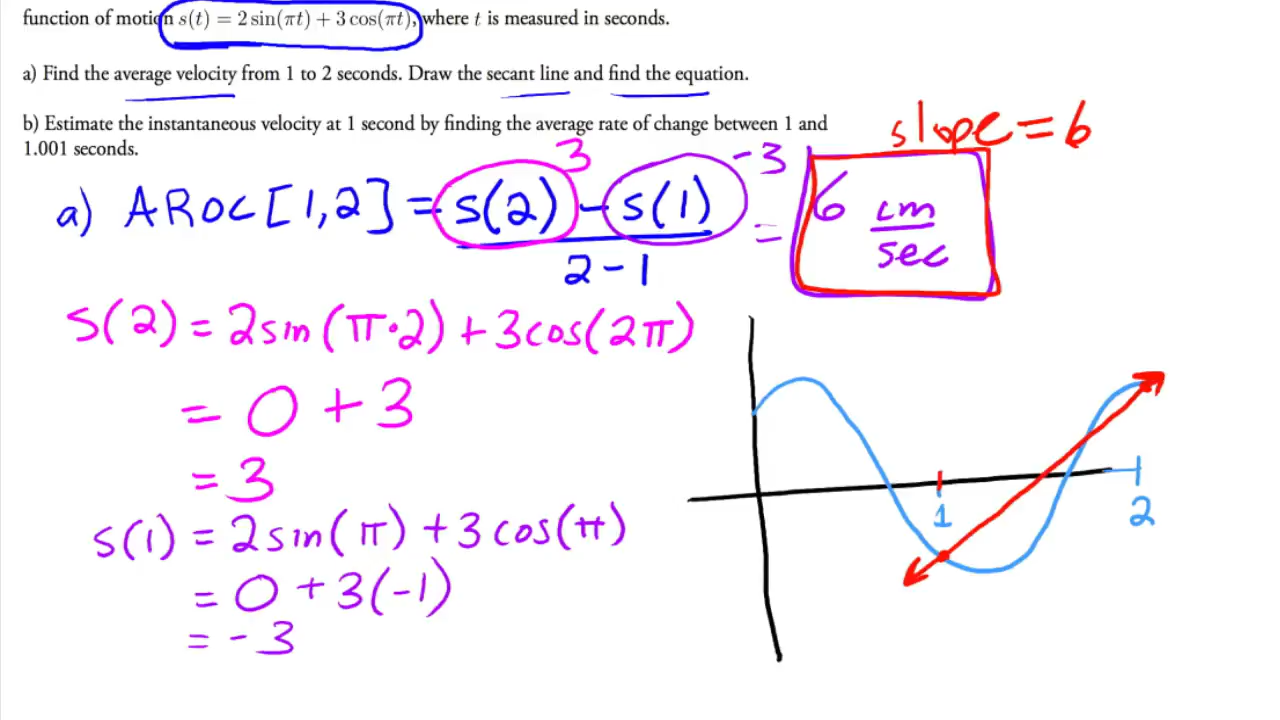 function of motion s(t) = 2 sin(πt) + 3 cos(πt), where t is measured in seconds.
a) Find the average velocity from 1 to 2 seconds. Draw the secant line and find the equation.
b) Estimate the instantaneous velocity at 1 second by finding the average rate of change between 1 and
1.001 seconds.
slope = 6
3
-3
a) AROC [1,2] = s(2) - s(1)
2-1
= 6 cm
sec
s(2) = 2sin(π·2) + 3cos(2π)
= 0 + 3
= 3
s(1) = 2sin(π) + 3cos(π)
= 0 + 3(-1)
= -3
1
2